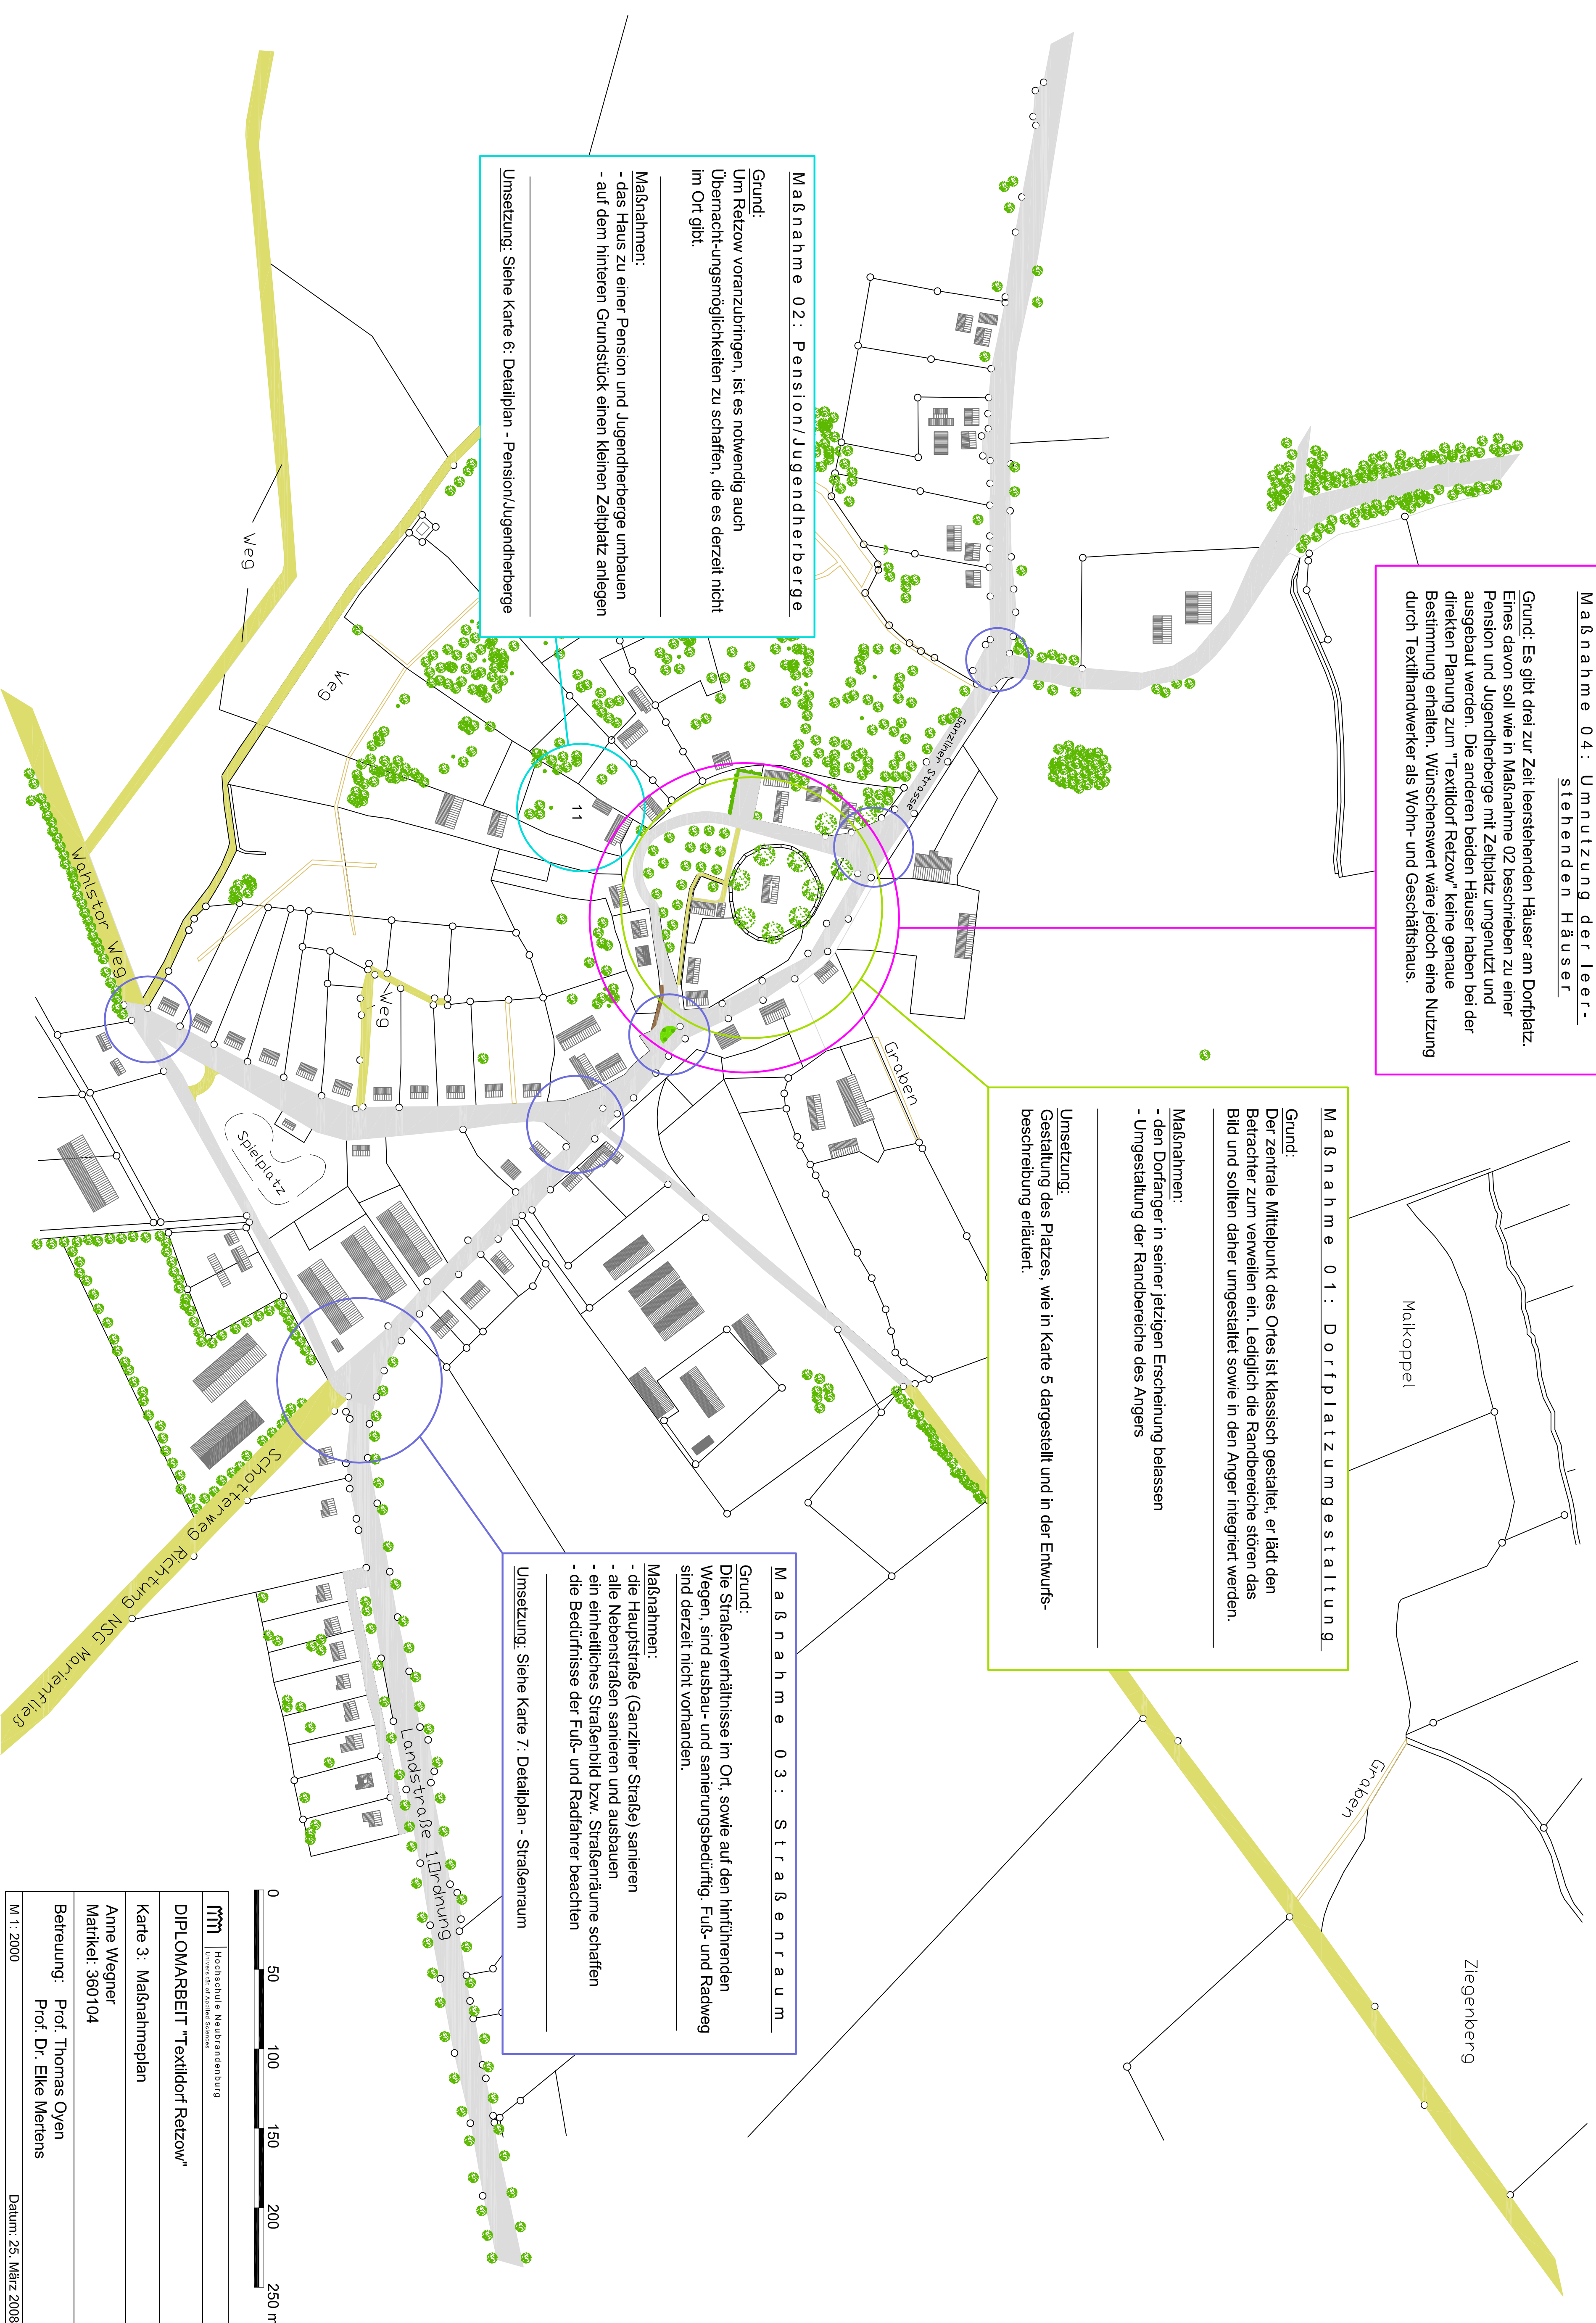 Maßnahme 04: Umnutzung der leer-
stehenden Häuser
Grund: Es gibt drei zur Zeit leerstehenden Häuser am Dorfplatz.
Eines davon soll wie in Maßnahme 02 beschrieben zu einer
Pension und Jugendherberge mit Zeltplatz umgenutzt und
ausgebaut werden. Die anderen beiden Häuser haben bei der
direkten Planung zum "Textildorf Retzow" keine genaue
Bestimmung erhalten. Wünschenswert wäre jedoch eine Nutzung
durch Textilhandwerker als Wohn- und Geschäftshaus.
Maßnahme 01: Dorfplatzumgestaltung
Grund:
Der zentrale Mittelpunkt des Ortes ist klassisch gestaltet, er lädt den
Betrachter zum verweilen ein. Lediglich die Randbereiche stören das
Bild und sollten daher umgestaltet sowie in den Anger integriert werden.
Maßnahmen:
- den Dorfanger in seiner jetzigen Erscheinung belassen
- Umgestaltung der Randbereiche des Angers
Umsetzung:
Gestaltung des Platzes, wie in Karte 5 dargestellt und in der Entwurfs-
beschreibung erläutert.
Maßnahme 02: Pension/Jugendherberge
Grund:
Um Retzow voranzubringen, ist es notwendig auch
Übernacht-ungsmöglichkeiten zu schaffen, die es derzeit nicht
im Ort gibt.
Maßnahmen:
- das Haus zu einer Pension und Jugendherberge umbauen
- auf dem hinteren Grundstück einen kleinen Zeltplatz anlegen
Umsetzung: Siehe Karte 6: Detailplan - Pension/Jugendherberge
Maßnahme 03: Straßenraum
Grund:
Die Straßenverhältnisse im Ort, sowie auf den hinführenden
Wegen, sind ausbau- und sanierungsbedürftig. Fuß- und Radweg
sind derzeit nicht vorhanden.
Maßnahmen:
- die Hauptstraße (Ganzliner Straße) sanieren
- alle Nebenstraßen sanieren und ausbauen
- ein einheitliches Straßenbild bzw. Straßenräume schaffen
- die Bedürfnisse der Fuß- und Radfahrer beachten
Umsetzung: Siehe Karte 7: Detailplan - Straßenraum
Maikoppel
Ziegenberg
Graben
Graben
Ganzliner Strasse
11
Weg
Weg
Weg
Wahlstor Weg
Spielplatz
Schotterweg Richtung NSG Marienfließ
Landstraße 1.Ordnung
0 50 100 150 200 250 m
Hochschule Neubrandenburg
University of Applied Sciences
DIPLOMARBEIT "Textildorf Retzow"
Karte 3: Maßnahmeplan
Anne Wegner
Matrikel: 360104
Betreuung: Prof. Thomas Oyen
Prof. Dr. Elke Mertens
M 1: 2000 Datum: 25. März 2008